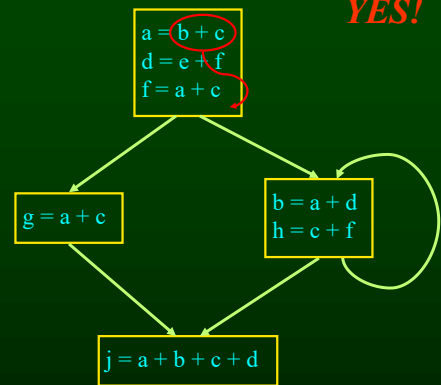 YES!
a = b + c
d = e + f
f = a + c
g = a + c
b = a + d
h = c + f
j = a + b + c + d